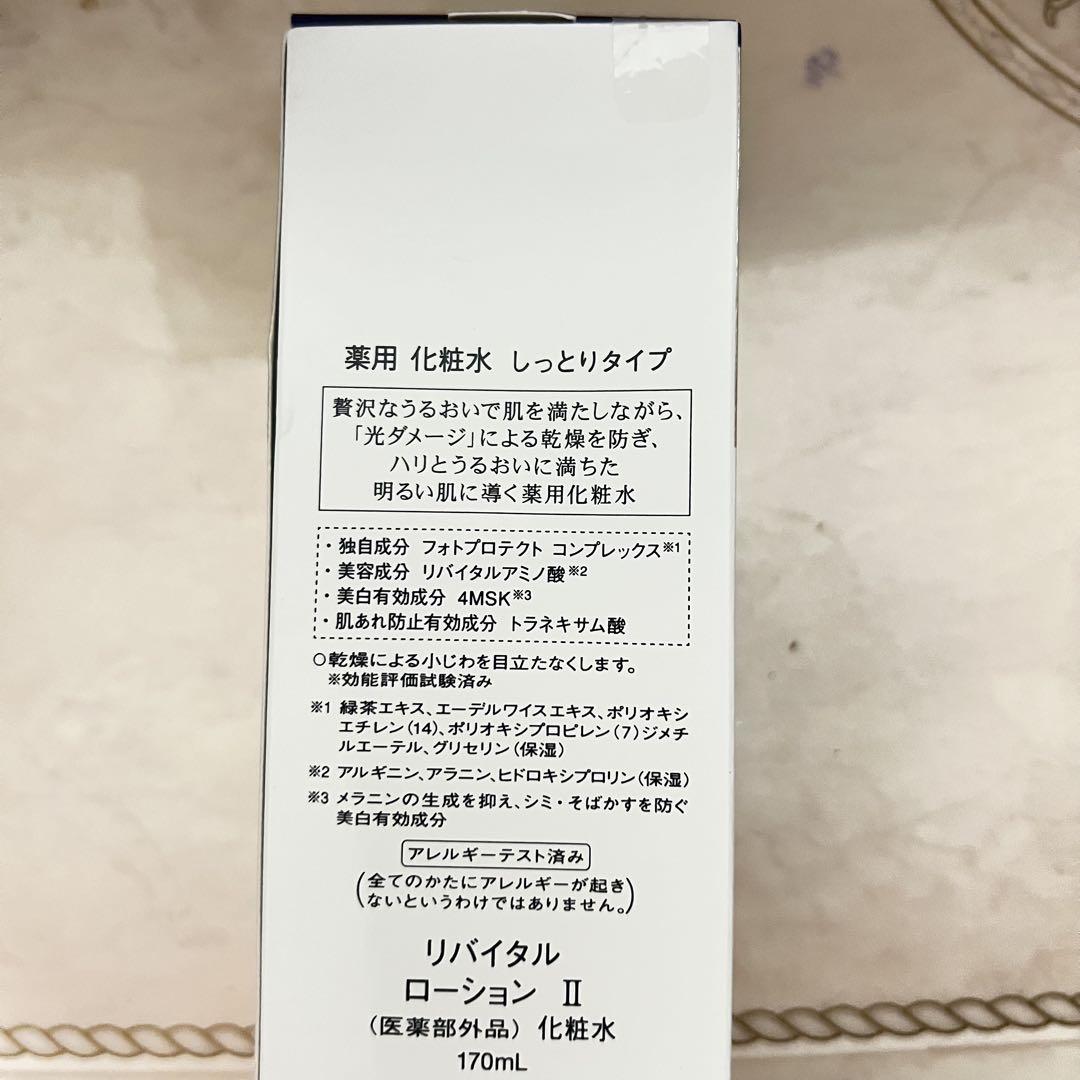 薬用 化粧水 しっとりタイプ
贅沢なうるおいで肌を満たしながら、
「光ダメージ」による乾燥を防ぎ、
ハリとうるおいに満ちた
明るい肌に導く薬用化粧水
・独自成分 フォトプロテクト コンプレックス※1
・美容成分 リバイタルアミノ酸※2
・美白有効成分 4MSK※3
・肌あれ防止有効成分 トラネキサム酸
○乾燥による小じわを目立たなくします。
※効能評価試験済み
※1 緑茶エキス、エーデルワイスエキス、ポリオキシ
エチレン(14)、ポリオキシプロピレン(7)ジメチ
ルエーテル、グリセリン(保湿)
※2 アルギニン、アラニン、ヒドロキシプロリン(保湿)
※3 メラニンの生成を抑え、シミ・そばかすを防ぐ
美白有効成分
アレルギーテスト済み
(全てのかたにアレルギーが起き
ないというわけではありません。)
リバイタル
ローション Ⅱ
(医薬部外品) 化粧水
170mL